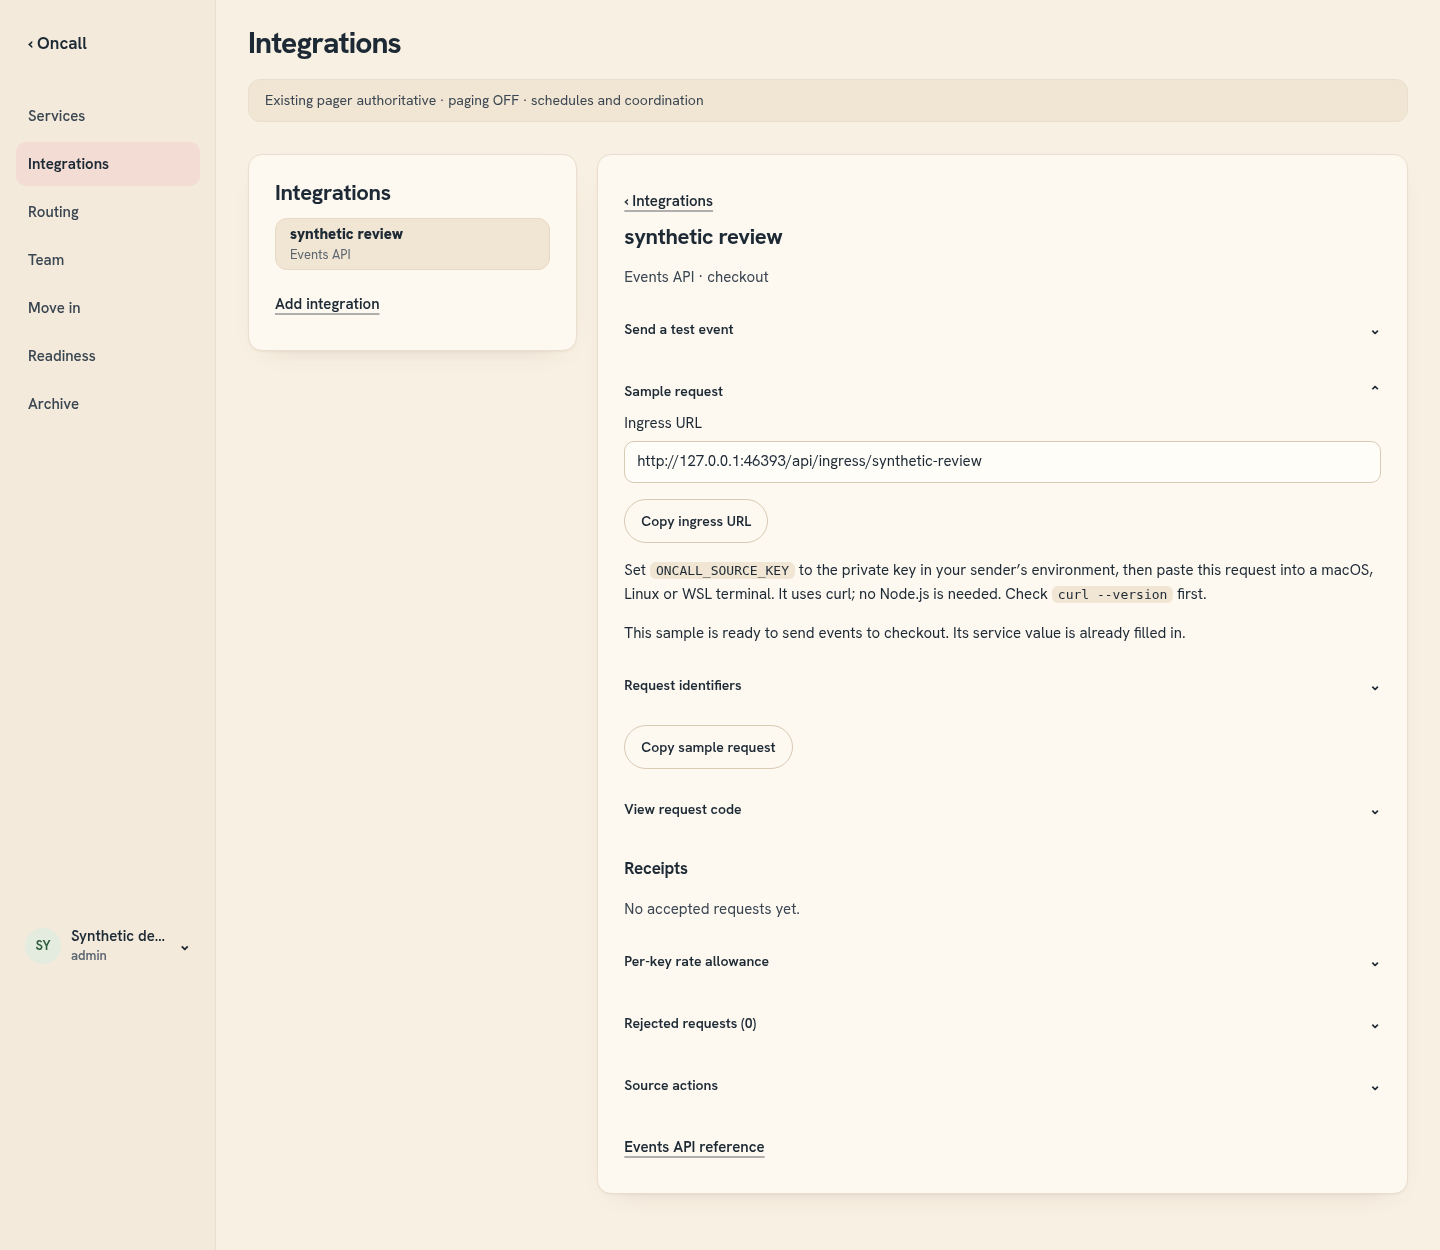 ‹ Oncall
Services
Integrations
Routing
Team
Move in
Readiness
Archive
SY
Synthetic de...
admin
Integrations
Existing pager authoritative · paging OFF · schedules and coordination
Integrations
synthetic review
Events API
Add integration
‹ Integrations
synthetic review
Events API · checkout
Send a test event
Sample request
Ingress URL
http://127.0.0.1:46393/api/ingress/synthetic-review
Copy ingress URL
Set ONCALL_SOURCE_KEY to the private key in your sender’s environment, then paste this request into a macOS,
Linux or WSL terminal. It uses curl; no Node.js is needed. Check curl --version first.
This sample is ready to send events to checkout. Its service value is already filled in.
Request identifiers
Copy sample request
View request code
Receipts
No accepted requests yet.
Per-key rate allowance
Rejected requests (0)
Source actions
Events API reference